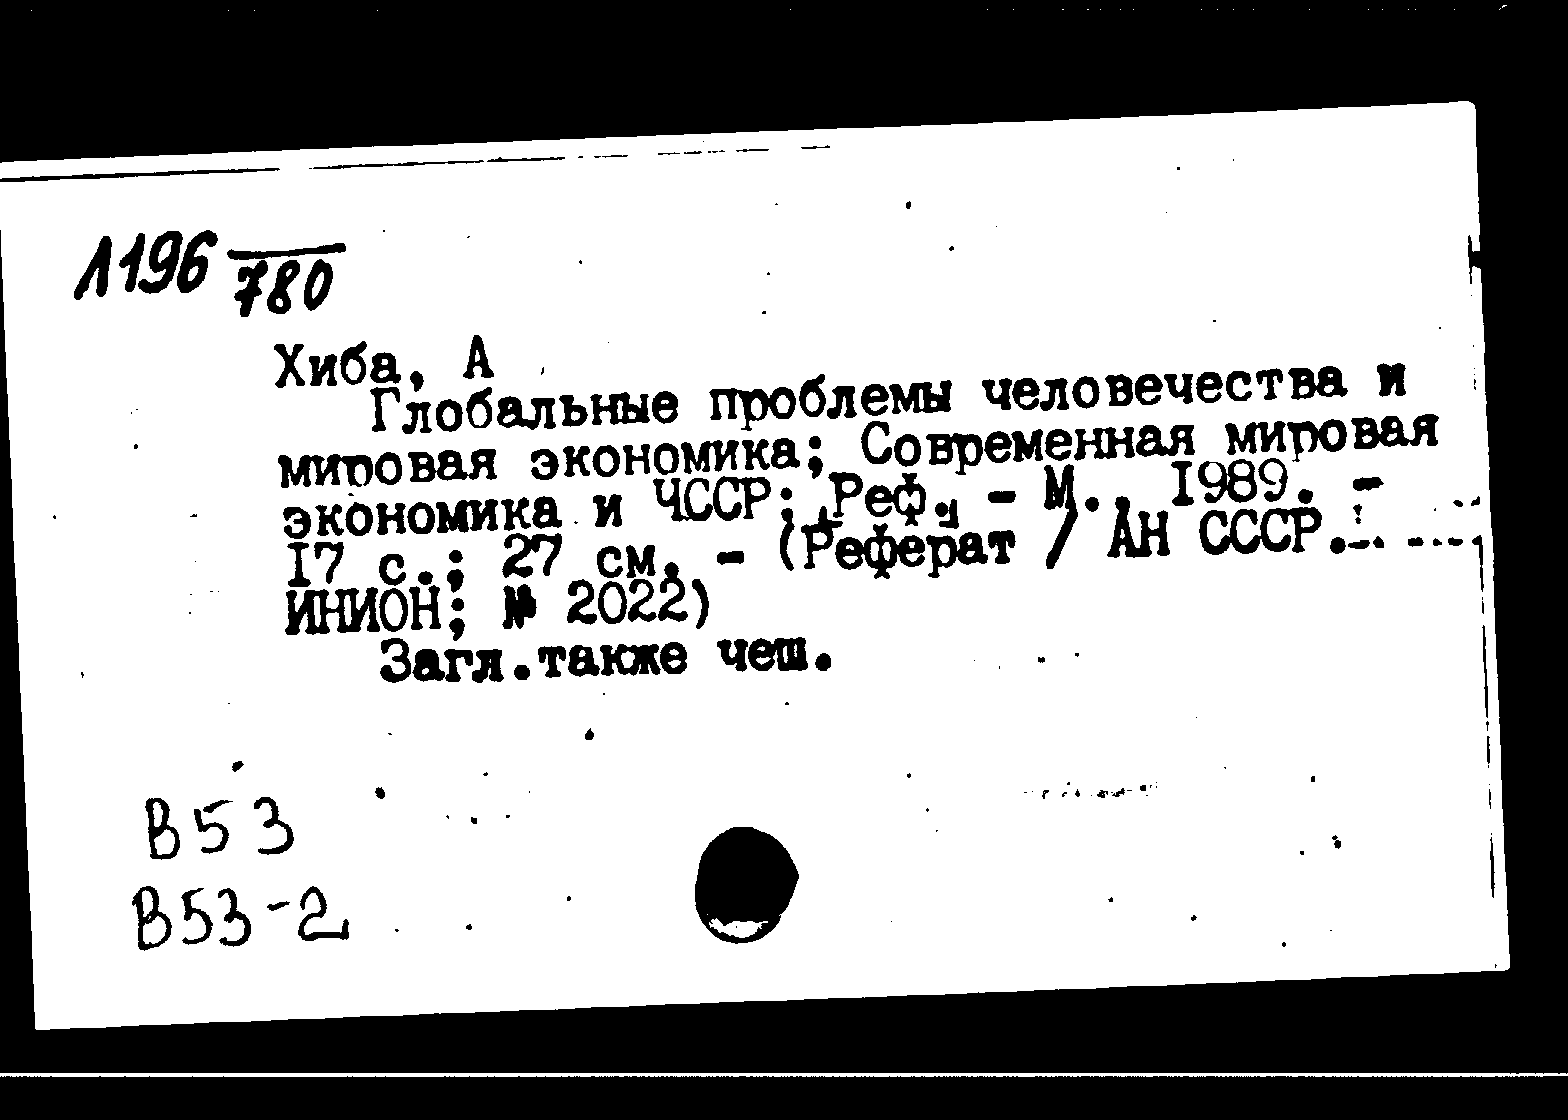 Л196
780
Хиба, А
Глобальные проблемы человечества и
мировая экономика; Современная мировая
экономика и ЧССР: [Реф.] - М., 1989. -
17 с.; 27 см. - (Реферат / АН СССР.
ИНИОН; № 2022)
Загл.также чеш.
В53
В53-2